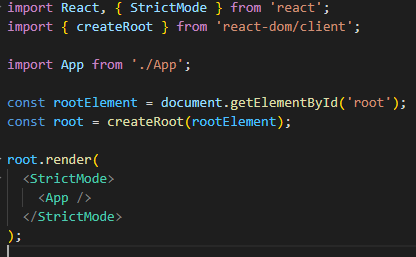 import React, { StrictMode } from 'react';
import { createRoot } from 'react-dom/client';
import App from './App';
const rootElement = document.getElementById('root');
const root = createRoot(rootElement);
root.render(
  <StrictMode>
    <App />
  </StrictMode>
);